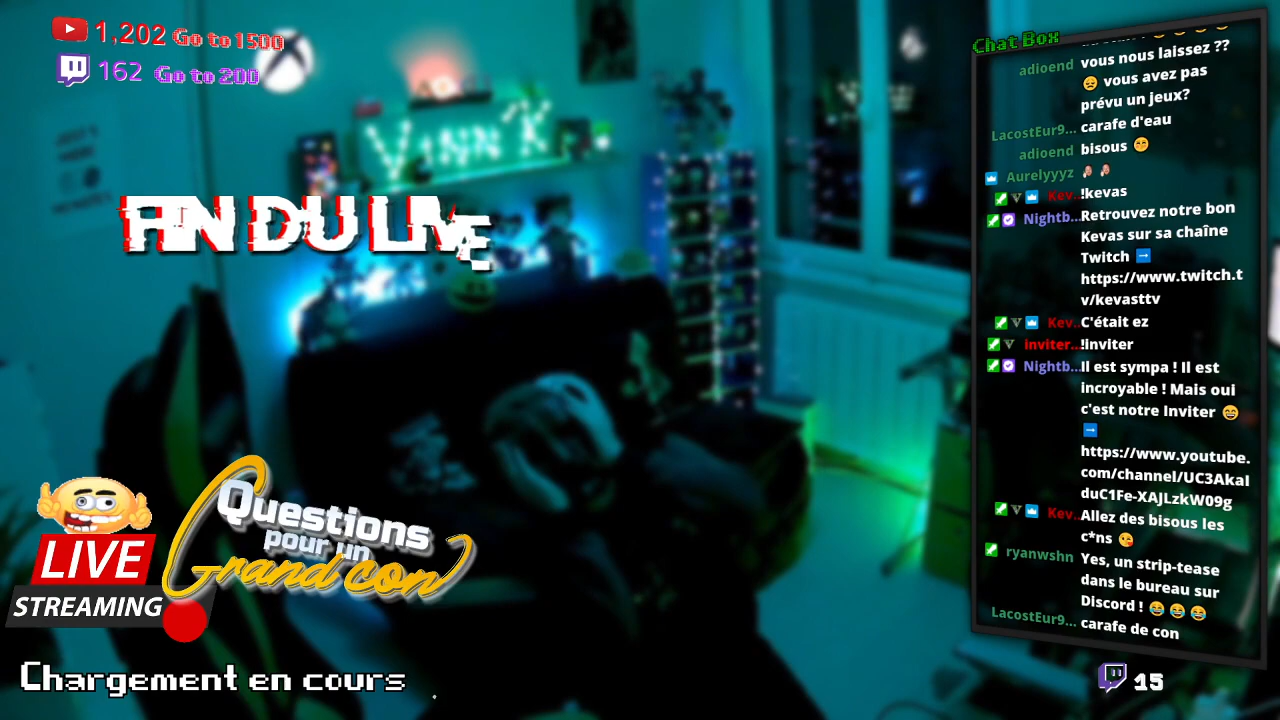 1,202 Go to 1500
162 Go to 200
Vann'K
FIN DU LIVE
LIVE
STREAMING
Questions
pour un
Grand con
Chargement en cours
Chat Box
adioend vous nous laissez ??
😞 vous avez pas
prévu un jeux?
LacostEur9... carafe d'eau
adioend bisous 😁
Aurelyyyz
Kev... !kevas
Nightb... Retrouvez notre bon
Kevas sur sa chaîne
Twitch ➡️
https://www.twitch.t
v/kevasttv
Kev... C'était ez
inviter... !inviter
Nightb... Il est sympa ! Il est
incroyable ! Mais oui
c'est notre Inviter 😄
➡️
https://www.youtube.
com/channel/UC3AkaI
duC1Fe-XAJLzkW09g
Kev... Allez des bisous les
c*ns 😘
ryanwshn Yes, un strip-tease
dans le bureau sur
Discord ! 😂 😂 😂
LacostEur9... carafe de con
15